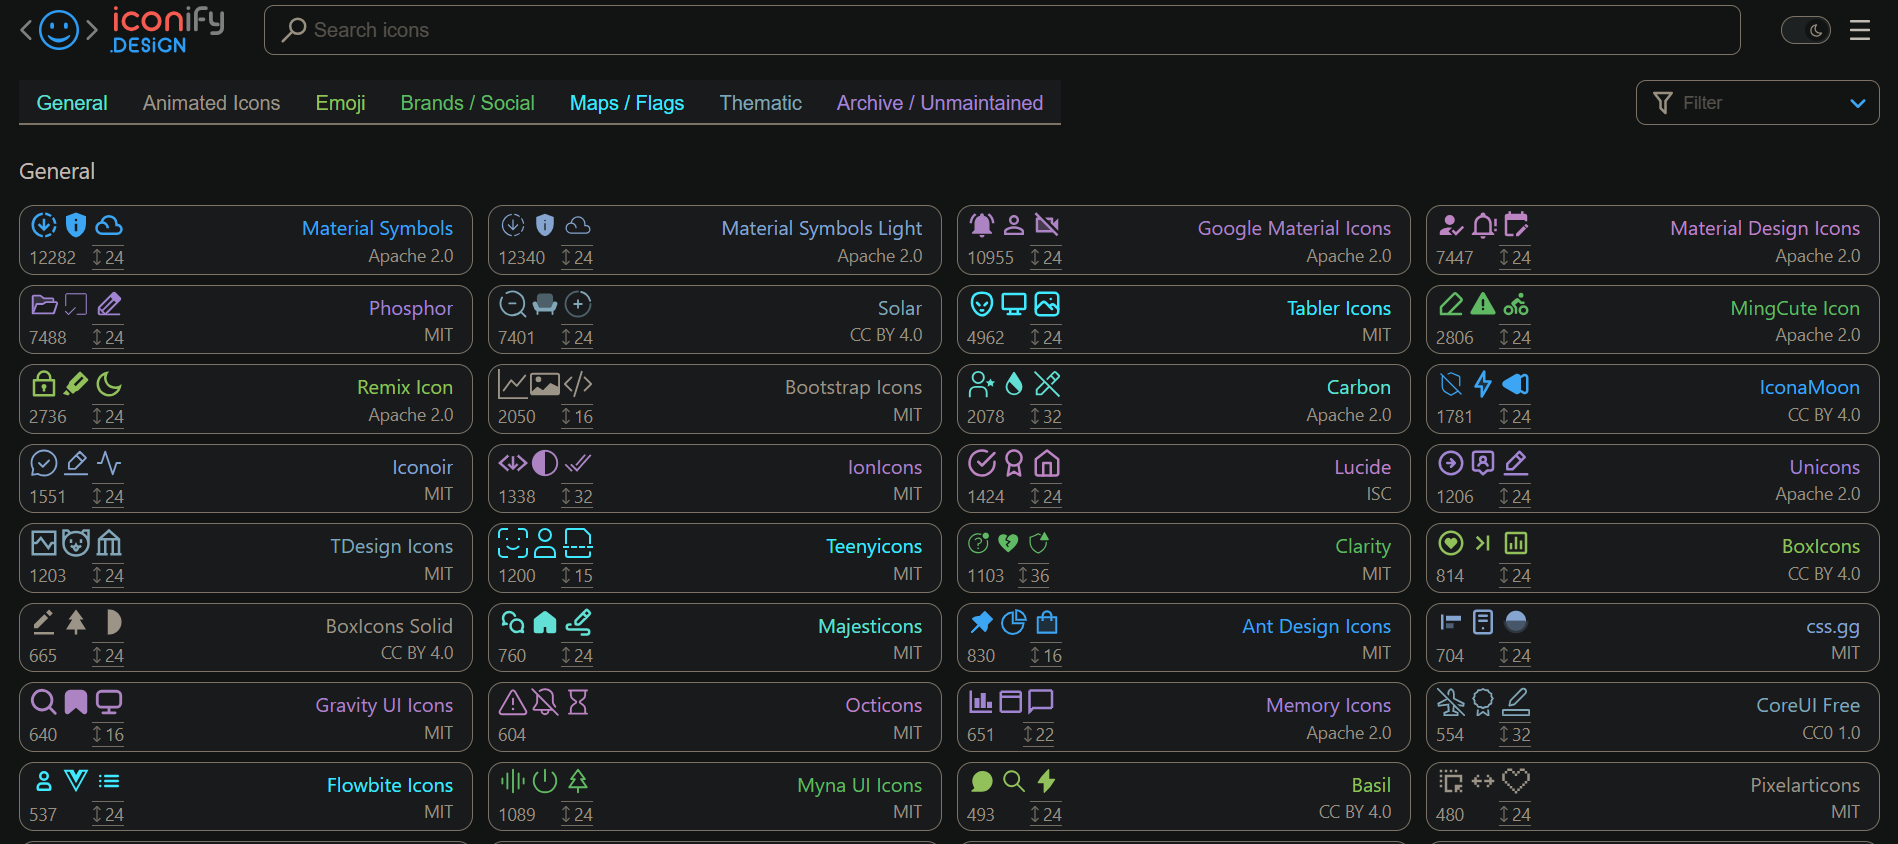 iconiFy
.DESiGN
Search icons
General Animated Icons Emoji Brands / Social Maps / Flags Thematic Archive / Unmaintained
Filter
General
Material Symbols
12282 24 Apache 2.0
Material Symbols Light
12340 24 Apache 2.0
Google Material Icons
10955 24 Apache 2.0
Material Design Icons
7447 24 Apache 2.0
Phosphor
7488 24 MIT
Solar
7401 24 CC BY 4.0
Tabler Icons
4962 24 MIT
MingCute Icon
2806 24 Apache 2.0
Remix Icon
2736 24 Apache 2.0
Bootstrap Icons
2050 16 MIT
Carbon
2078 32 Apache 2.0
IconaMoon
1781 24 CC BY 4.0
Iconoir
1551 24 MIT
IonIcons
1338 32 MIT
Lucide
1424 24 ISC
Unicons
1206 24 Apache 2.0
TDesign Icons
1203 24 MIT
Teenyicons
1200 15 MIT
Clarity
1103 36 MIT
BoxIcons
814 24 CC BY 4.0
BoxIcons Solid
665 24 CC BY 4.0
Majesticons
760 24 MIT
Ant Design Icons
830 16 MIT
css.gg
704 24 MIT
Gravity UI Icons
640 16 MIT
Octicons
604 MIT
Memory Icons
651 22 Apache 2.0
CoreUI Free
554 32 CC0 1.0
Flowbite Icons
537 24 MIT
Myna UI Icons
1089 24 MIT
Basil
493 24 CC BY 4.0
Pixelarticons
480 24 MIT